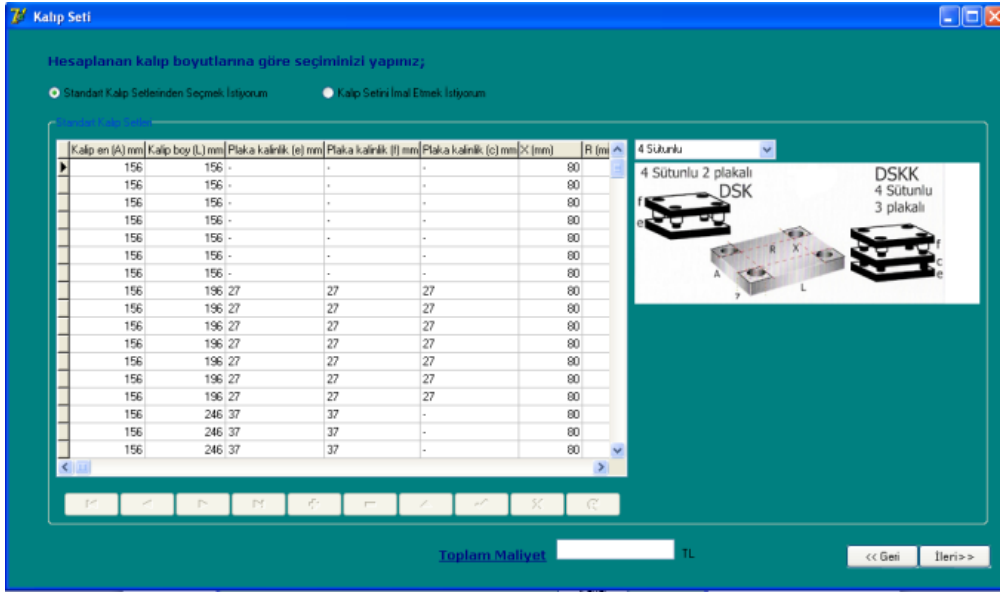 Kalıp Seti
Hesaplanan kalıp boyutlarına göre seçiminizi yapınız;
Standart Kalıp Setlerinden Seçmek İstiyorum
Kalıp Setini İmal Etmek İstiyorum
Standart Kalıp Setleri
Kalıp en (A) mm Kalıp boy (L) mm Plaka kalınlık (e) mm Plaka kalınlık (f) mm Plaka kalınlık (c) mm X (mm) R (m
156 156 - - - 80
156 156 - - - 80
156 156 - - - 80
156 156 - - - 80
156 156 - - - 80
156 156 - - - 80
156 156 - - - 80
156 196 27 27 27 80
156 196 27 27 27 80
156 196 27 27 27 80
156 196 27 27 27 80
156 196 27 27 27 80
156 196 27 27 27 80
156 196 27 27 27 80
156 246 37 37 - 80
156 246 37 37 - 80
156 246 37 37 - 80
4 Sütunlu
4 Sütunlu 2 plakalı
DSK
f
e
DSKK
4 Sütunlu
3 plakalı
f
c
e
R X
A
L
Toplam Maliyet TL
<< Geri
İleri>>